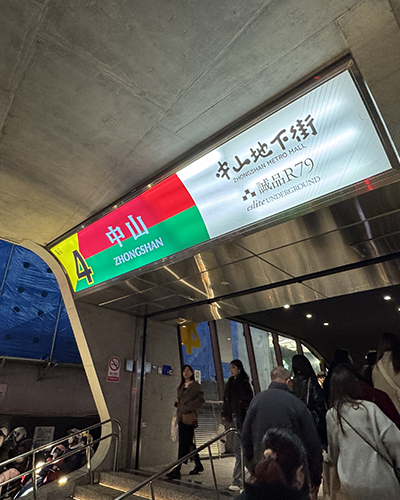 4
中山
ZHONGSHAN
中山地下街
ZHONGSHAN METRO MALL
誠品R79
eslite UNDERGROUND
4